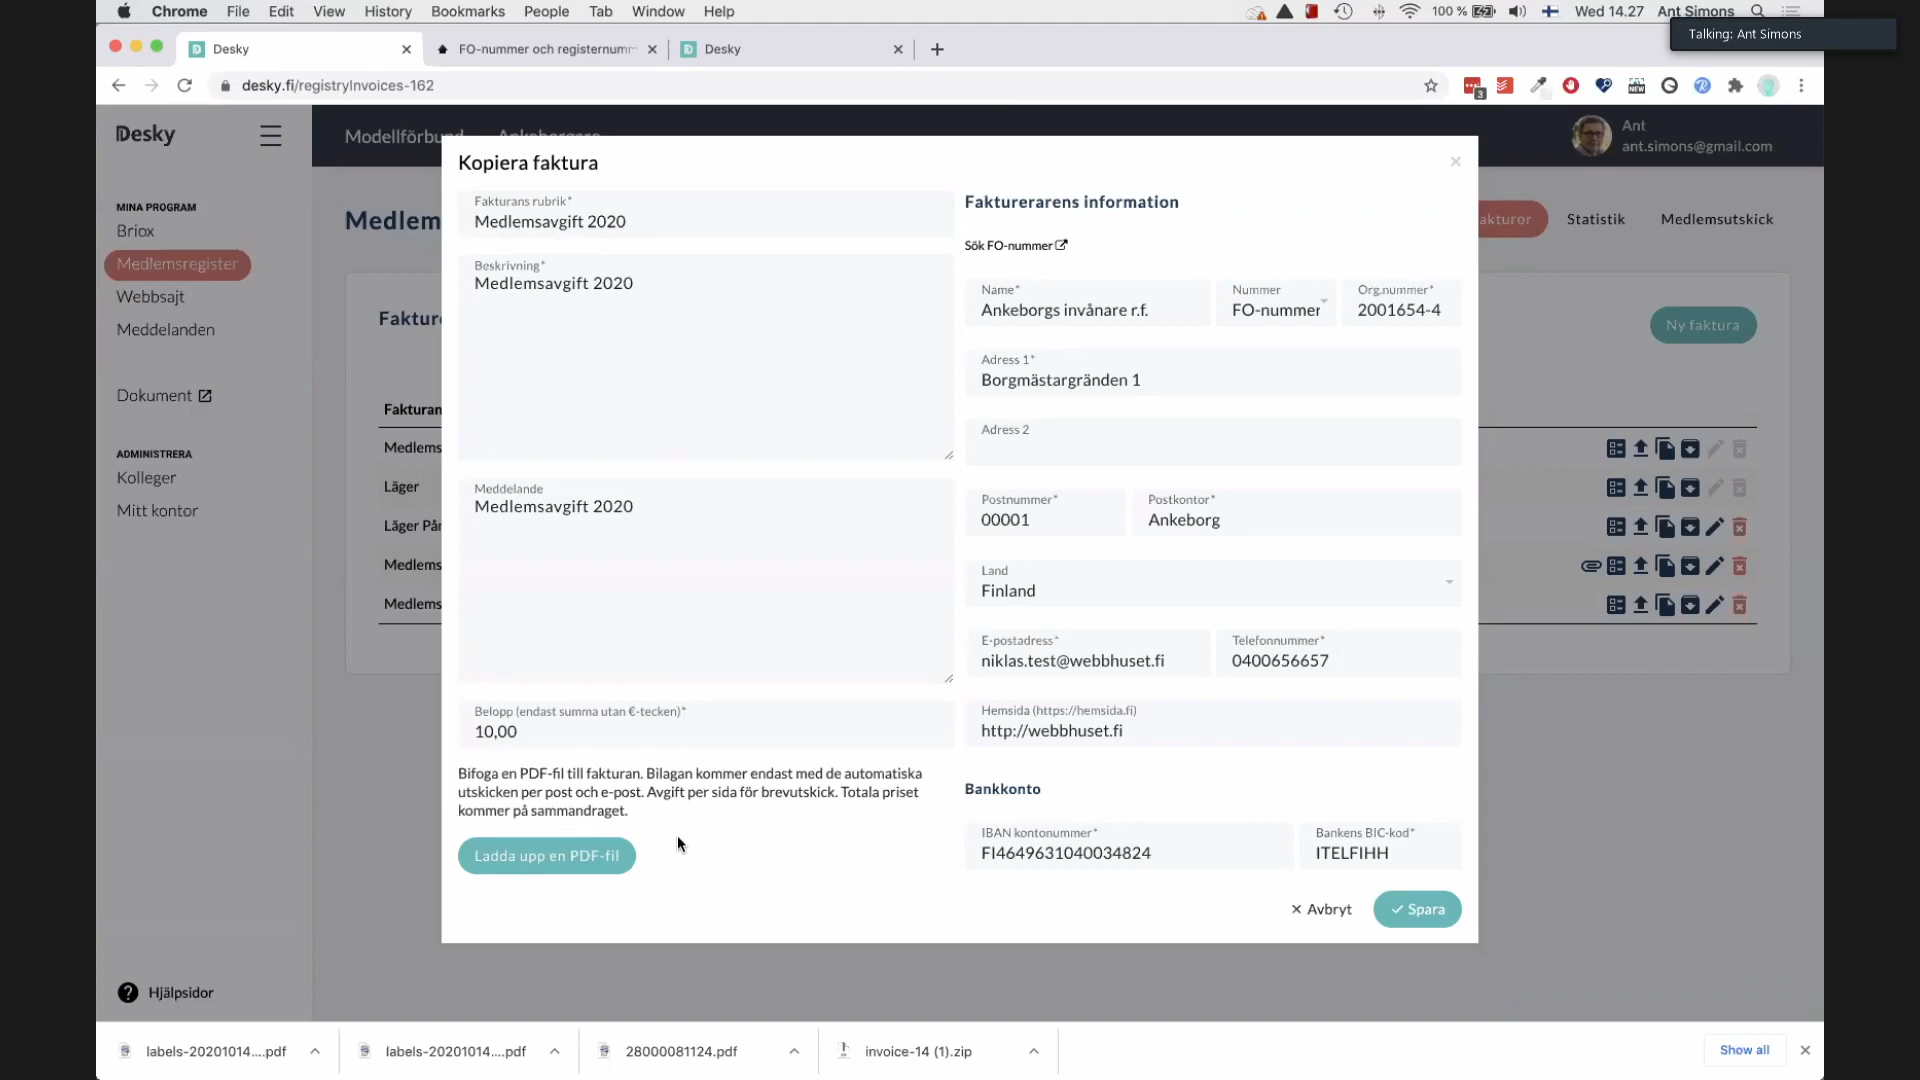 Chrome File Edit View History Bookmarks People Tab Window Help
100 % Wed 14.27 Ant Simons
Talking: Ant Simons
Desky
FO-nummer och registernum
Desky
desky.fi/registryInvoices-162
3
NEW
Desky
Modellförbund
Ankeborgers
Ant
ant.simons@gmail.com
MINA PROGRAM
Briox
Medlemsregister
Webbsajt
Meddelanden
Dokument
ADMINISTRERA
Kolleger
Mitt kontor
Hjälpsidor
Medlem
akturor
Statistik
Medlemsutskick
Fakture
Ny faktura
Fakturan
Medlems
Läger
Läger Pår
Medlems
Medlems
Kopiera faktura
Fakturans rubrik*
Medlemsavgift 2020
Beskrivning*
Medlemsavgift 2020
Meddelande
Medlemsavgift 2020
Belopp (endast summa utan €-tecken)*
10,00
Bifoga en PDF-fil till fakturan. Bilagan kommer endast med de automatiska
utskicken per post och e-post. Avgift per sida för brevutskick. Totala priset
kommer på sammandraget.
Ladda upp en PDF-fil
Fakturerarens information
Sök FO-nummer
Name*
Ankeborgs invånare r.f.
Nummer
FO-nummer
Org.nummer*
2001654-4
Adress 1*
Borgmästargränden 1
Adress 2
Postnummer*
00001
Postkontor*
Ankeborg
Land
Finland
E-postadress*
niklas.test@webbhuset.fi
Telefonnummer*
0400656657
Hemsida (https://hemsida.fi)
http://webbhuset.fi
Bankkonto
IBAN kontonummer*
FI4649631040034824
Bankens BIC-kod*
ITELFIHH
Avbryt
Spara
labels-20201014....pdf
labels-20201014....pdf
28000081124.pdf
invoice-14 (1).zip
Show all